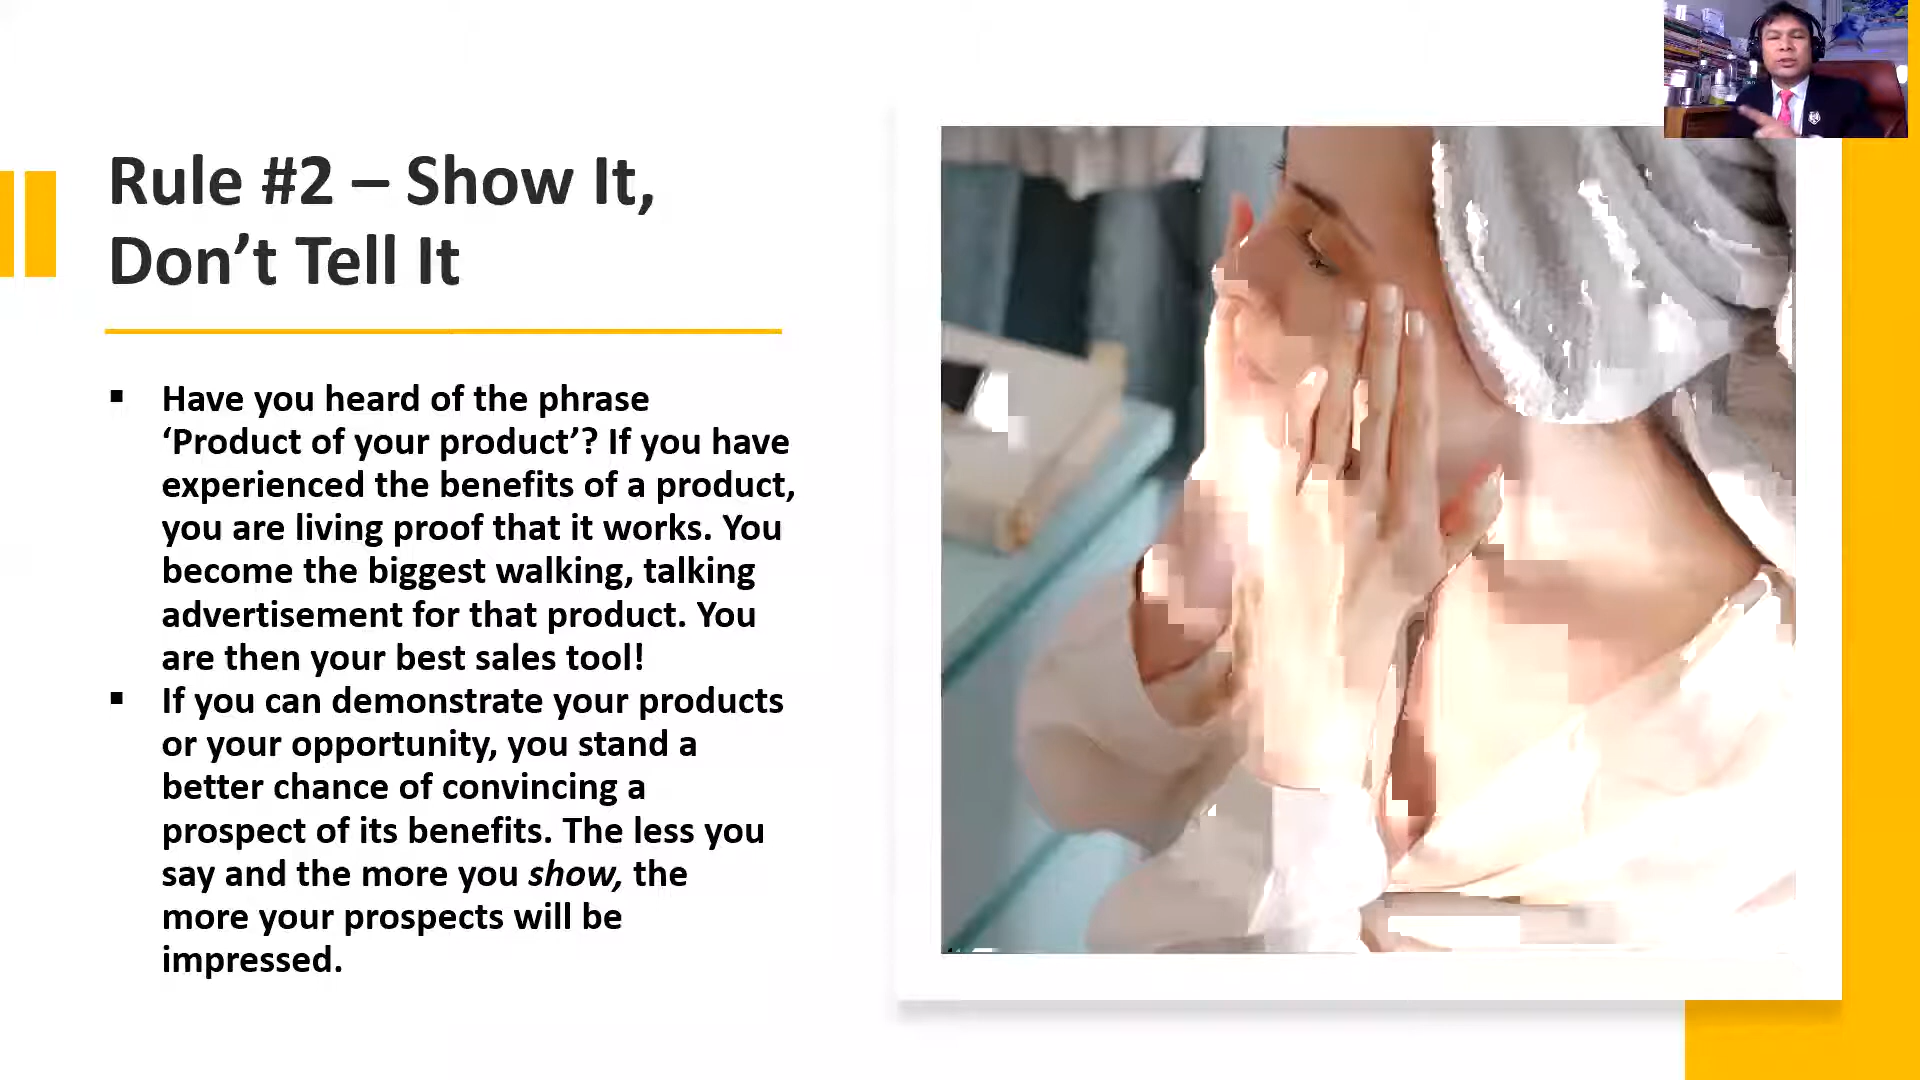 Rule #2 – Show It,
Don’t Tell It
▪ Have you heard of the phrase
‘Product of your product’? If you have
experienced the benefits of a product,
you are living proof that it works. You
become the biggest walking, talking
advertisement for that product. You
are then your best sales tool!
▪ If you can demonstrate your products
or your opportunity, you stand a
better chance of convincing a
prospect of its benefits. The less you
say and the more you show, the
more your prospects will be
impressed.